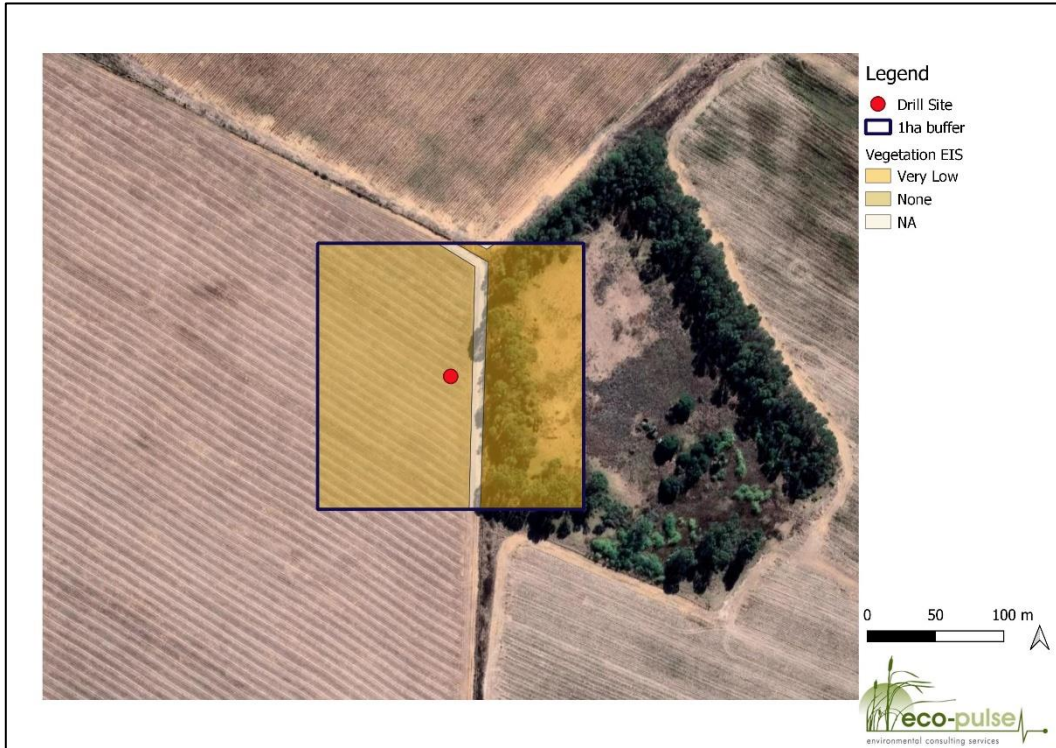 Legend
Drill Site
1ha buffer
Vegetation EIS
Very Low
None
NA
0 50 100 m
eco-pulse
environmental consulting services